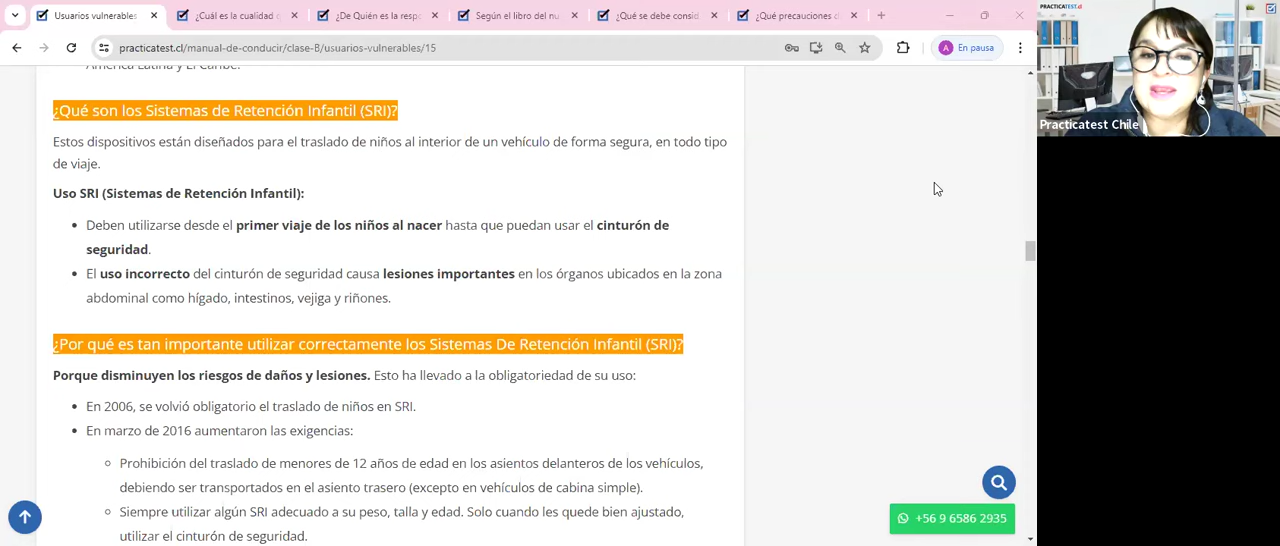 Usuarios vulnerables
¿Cuál es la cualidad
¿De Quién es la resp
Según el libro del nu
¿Qué se debe consid
¿Qué precauciones d
practicatest.cl/manual-de-conducir/clase-B/usuarios-vulnerables/15
A En pausa
PRACTICATEST.cl
Practicatest Chile
América Latina y El Caribe.
¿Qué son los Sistemas de Retención Infantil (SRI)?
Estos dispositivos están diseñados para el traslado de niños al interior de un vehículo de forma segura, en todo tipo
de viaje.
Uso SRI (Sistemas de Retención Infantil):
Deben utilizarse desde el primer viaje de los niños al nacer hasta que puedan usar el cinturón de
seguridad.
El uso incorrecto del cinturón de seguridad causa lesiones importantes en los órganos ubicados en la zona
abdominal como hígado, intestinos, vejiga y riñones.
¿Por qué es tan importante utilizar correctamente los Sistemas De Retención Infantil (SRI)?
Porque disminuyen los riesgos de daños y lesiones. Esto ha llevado a la obligatoriedad de su uso:
En 2006, se volvió obligatorio el traslado de niños en SRI.
En marzo de 2016 aumentaron las exigencias:
Prohibición del traslado de menores de 12 años de edad en los asientos delanteros de los vehículos,
debiendo ser transportados en el asiento trasero (excepto en vehículos de cabina simple).
Siempre utilizar algún SRI adecuado a su peso, talla y edad. Solo cuando les quede bien ajustado,
utilizar el cinturón de seguridad.
+56 9 6586 2935